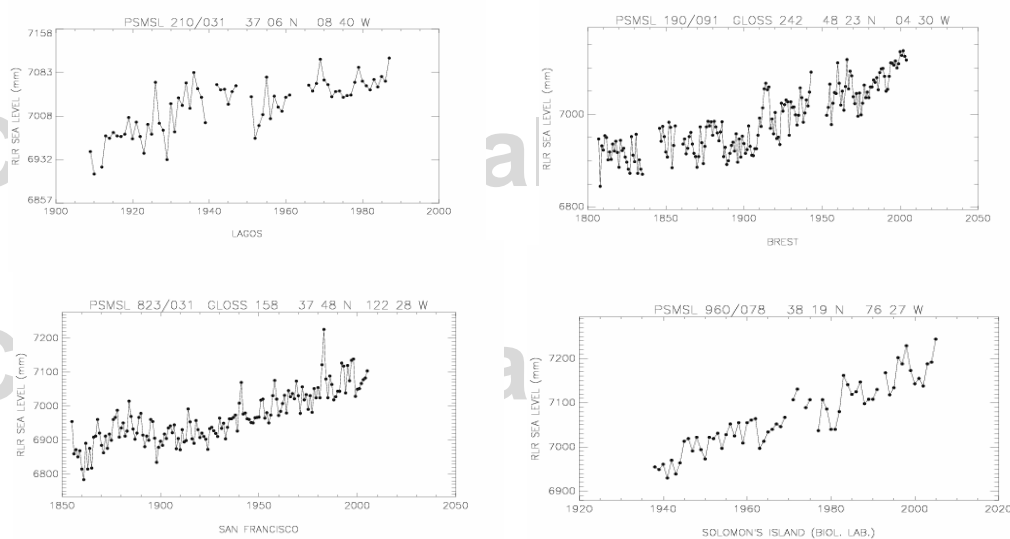 PSMSL 210/031 37 06 N 08 40 W
7158
7083
7008
6932
6857
RLR SEA LEVEL (mm)
1900 1920 1940 1960 1980 2000
LAGOS
PSMSL 190/091 GLOSS 242 48 23 N 04 30 W
7000
6800
RLR SEA LEVEL (mm)
1800 1850 1900 1950 2000 2050
BREST
PSMSL 823/031 GLOSS 158 37 48 N 122 28 W
7200
7100
7000
6900
6800
RLR SEA LEVEL (mm)
1850 1900 1950 2000 2050
SAN FRANCISCO
PSMSL 960/078 38 19 N 76 27 W
7200
7100
7000
6900
RLR SEA LEVEL (mm)
1920 1940 1960 1980 2000 2020
SOLOMON'S ISLAND (BIOL. LAB.)